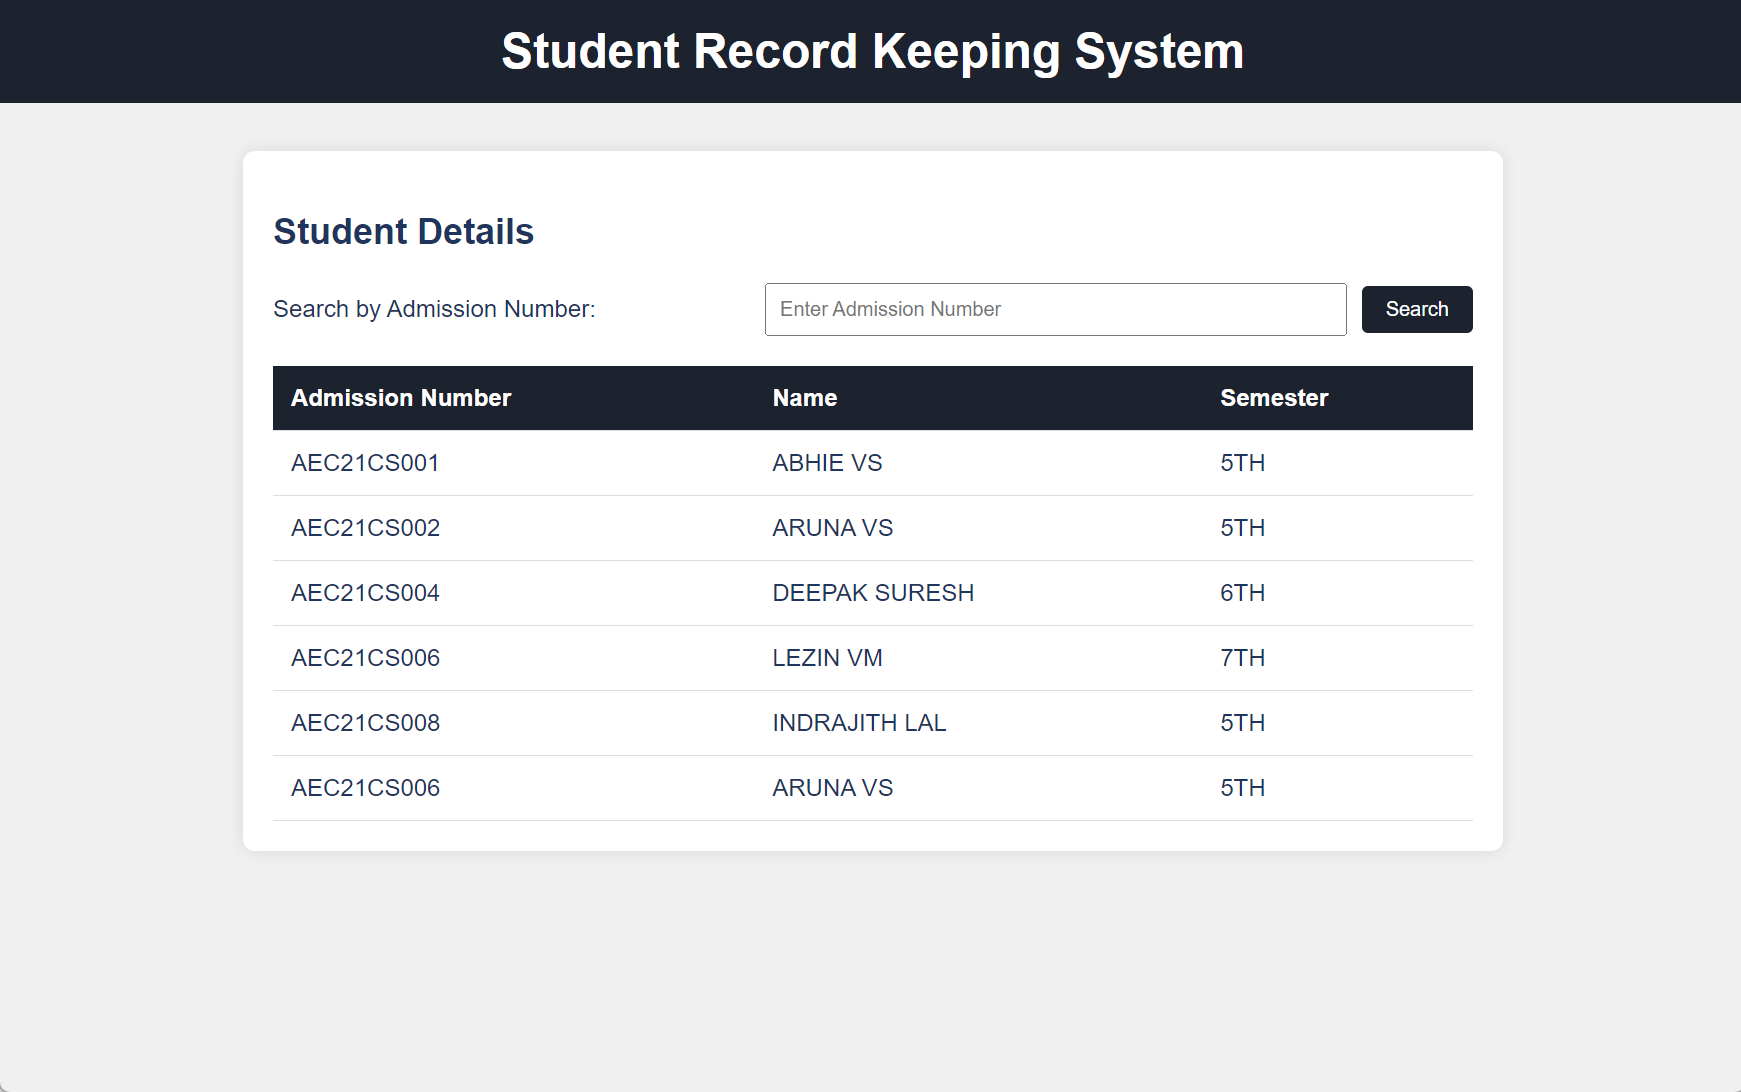 Student Record Keeping System
Student Details
Search by Admission Number: Enter Admission Number Search
Admission Number Name Semester
AEC21CS001 ABHIE VS 5TH
AEC21CS002 ARUNA VS 5TH
AEC21CS004 DEEPAK SURESH 6TH
AEC21CS006 LEZIN VM 7TH
AEC21CS008 INDRAJITH LAL 5TH
AEC21CS006 ARUNA VS 5TH